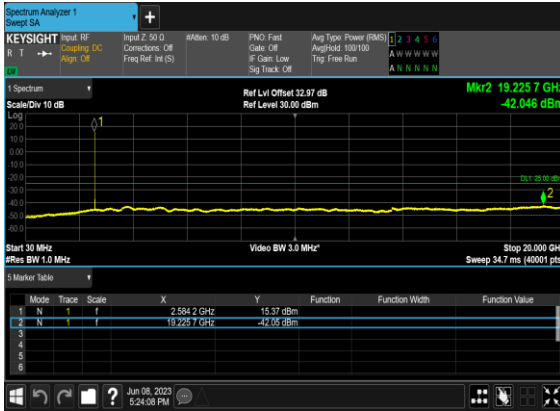 Spectrum Analyzer 1
Swept SA
+
KEYSIGHT Input: RF Input Z: 50 Ω #Atten: 10 dB PNO: Fast Avg Type: Power (RMS) 1 2 3 4 5 6
R T Coupling: DC Corrections: Off Gate: Off Avg|Hold: 100/100 A W W W W W
Align: Off Freq Ref: Int (S) IF Gain: Low Trig: Free Run
Sig Track: Off A N N N N N
1 Spectrum Ref Lvl Offset 32.97 dB Mkr2 19.225 7 GHz
Scale/Div 10 dB Ref Level 30.00 dBm -42.046 dBm
Log
20.0
10.0
0.00
-10.0
-20.0
-30.0
-40.0
-50.0
-60.0
1
DL1 -25.00 dBm
2
Start 30 MHz Video BW 3.0 MHz* Stop 20.000 GHz
#Res BW 1.0 MHz Sweep 34.7 ms (40001 pts)
5 Marker Table
Mode Trace Scale X Y Function Function Width Function Value
1 N 1 f 2.584 2 GHz 15.37 dBm
2 N 1 f 19.225 7 GHz -42.05 dBm
3
4
5
6
? Jun 08, 2023
5:24:08 PM